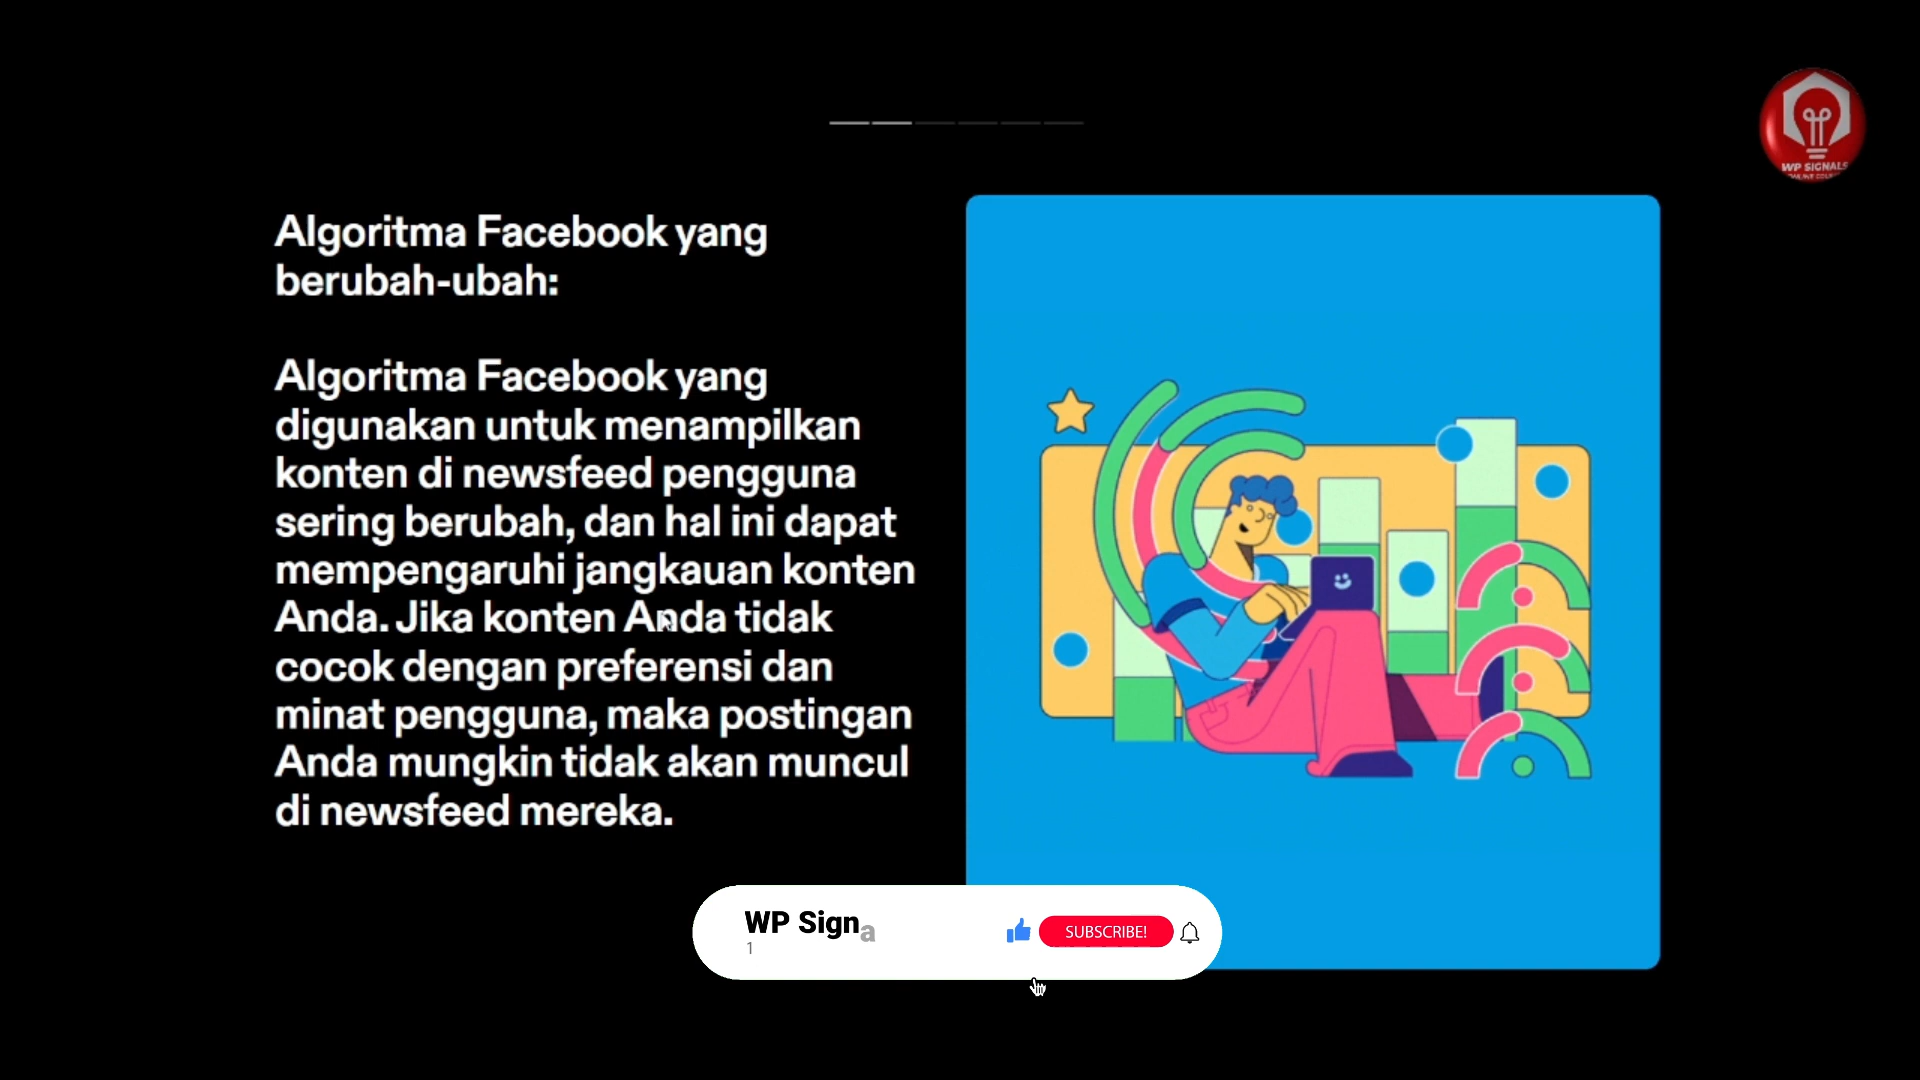 WP SIGNALS
Algoritma Facebook yang
berubah-ubah:
Algoritma Facebook yang
digunakan untuk menampilkan
konten di newsfeed pengguna
sering berubah, dan hal ini dapat
mempengaruhi jangkauan konten
Anda. Jika konten Anda tidak
cocok dengan preferensi dan
minat pengguna, maka postingan
Anda mungkin tidak akan muncul
di newsfeed mereka.
WP Signa
1
SUBSCRIBE!